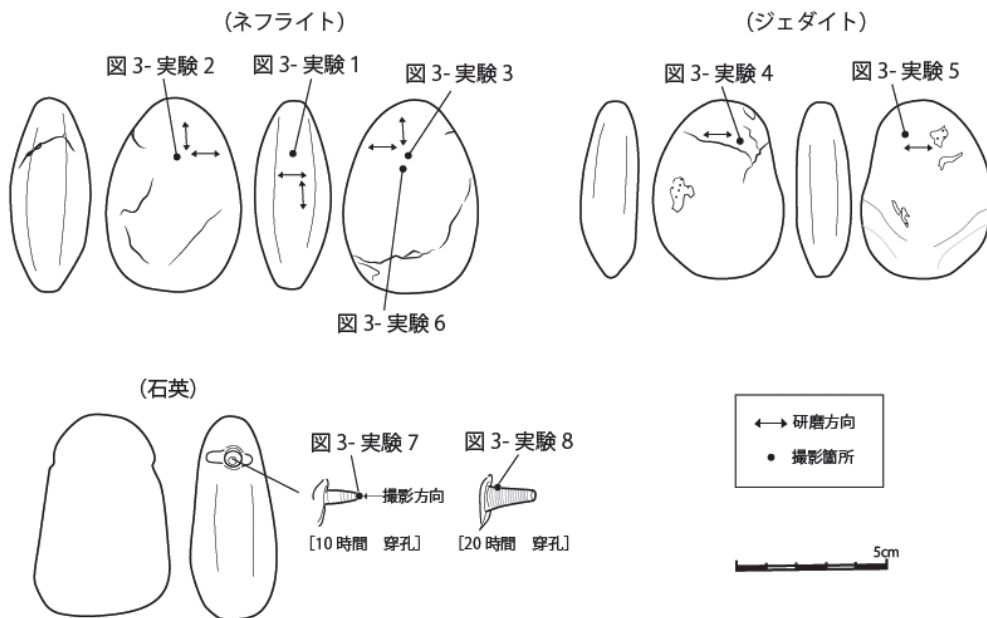 (ネフライト)
(ジェダイト)
図 3- 実験 2
図 3- 実験 1
図 3- 実験 3
図 3- 実験 4
図 3- 実験 5
図 3- 実験 6
(石英)
図 3- 実験 7
図 3- 実験 8
撮影方向
[10 時間 穿孔]
[20 時間 穿孔]
研磨方向
撮影箇所
5cm